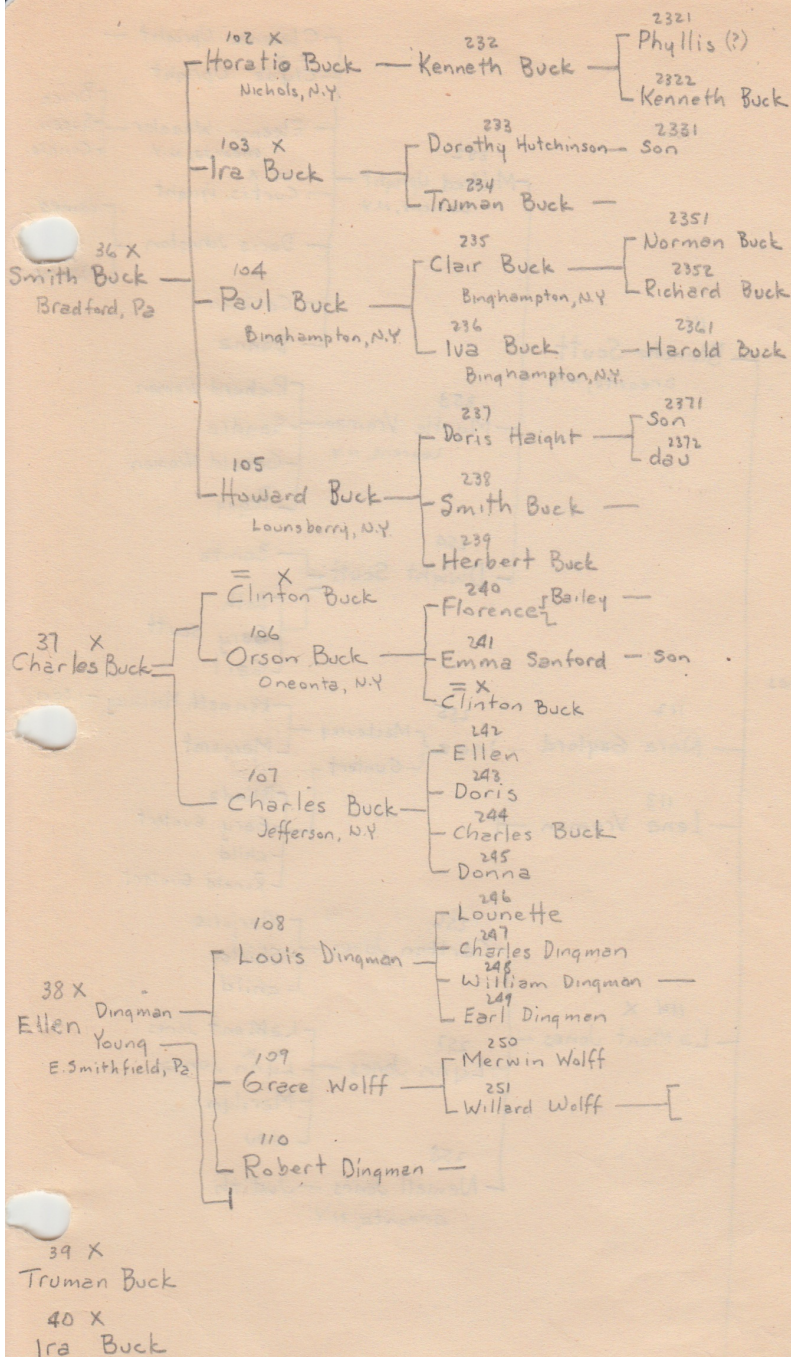 102 X 232 2321
Horatio Buck — Kenneth Buck — Phyllis (?)
Nichols, N.Y. 2322
Kenneth Buck
103 X 233 2331
Ira Buck Dorothy Hutchinson — Son
234
Truman Buck —
36 X 235 2351
Smith Buck — Clair Buck — Norman Buck
Bradford, Pa Binghampton, N.Y 2352
Richard Buck
104
Paul Buck
Binghampton, N.Y. 236 2361
Iva Buck — Harold Buck
Binghampton, N.Y.
237 2371
Doris Haight — Son
2372
dau
105 238
Howard Buck — Smith Buck —
Lounsberry, N.Y. 239
Herbert Buck
= X 240
Clinton Buck Florence Bailey —
37 X 106 241
Charles Buck Orson Buck — Emma Sanford — Son
Oneonta, N.Y = X
Clinton Buck
242
Ellen
107 243
Charles Buck — Doris
Jefferson, N.Y 244
Charles Buck
245
Donna
246
Lounette
108 247
Louis Dingman — Charles Dingman
248
William Dingman —
38 X 249
Ellen Dingman — Earl Dingman
Young — 250
E. Smithfield, Pa Merwin Wolff
109 251
Grace Wolff — Willard Wolff —
110
Robert Dingman —
39 X
Truman Buck
40 X
Ira Buck